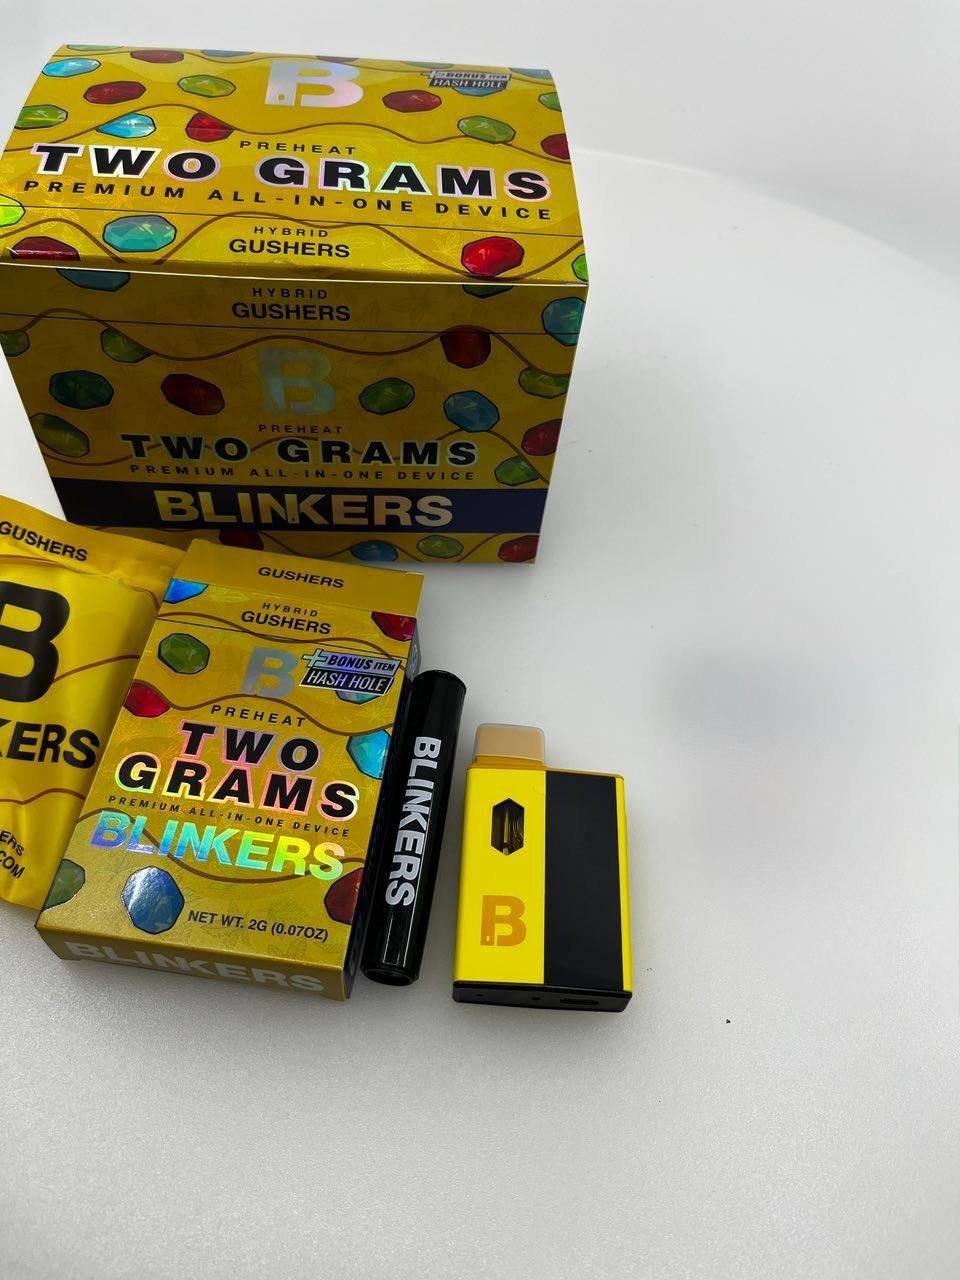 B
+BONUS ITEM
HASH HOLE
PREHEAT
TWO GRAMS
PREMIUM ALL-IN-ONE DEVICE
HYBRID
GUSHERS
HYBRID
GUSHERS
B
PREHEAT
TWO GRAMS
PREMIUM ALL-IN-ONE DEVICE
BLINKERS
GUSHERS
B
KERS
ERS
COM
GUSHERS
HYBRID
GUSHERS
B
+BONUS ITEM
HASH HOLE
PREHEAT
TWO
GRAMS
PREMIUM ALL-IN-ONE DEVICE
BLINKERS
NET WT. 2G (0.07OZ)
BLINKERS
BLINKERS
B